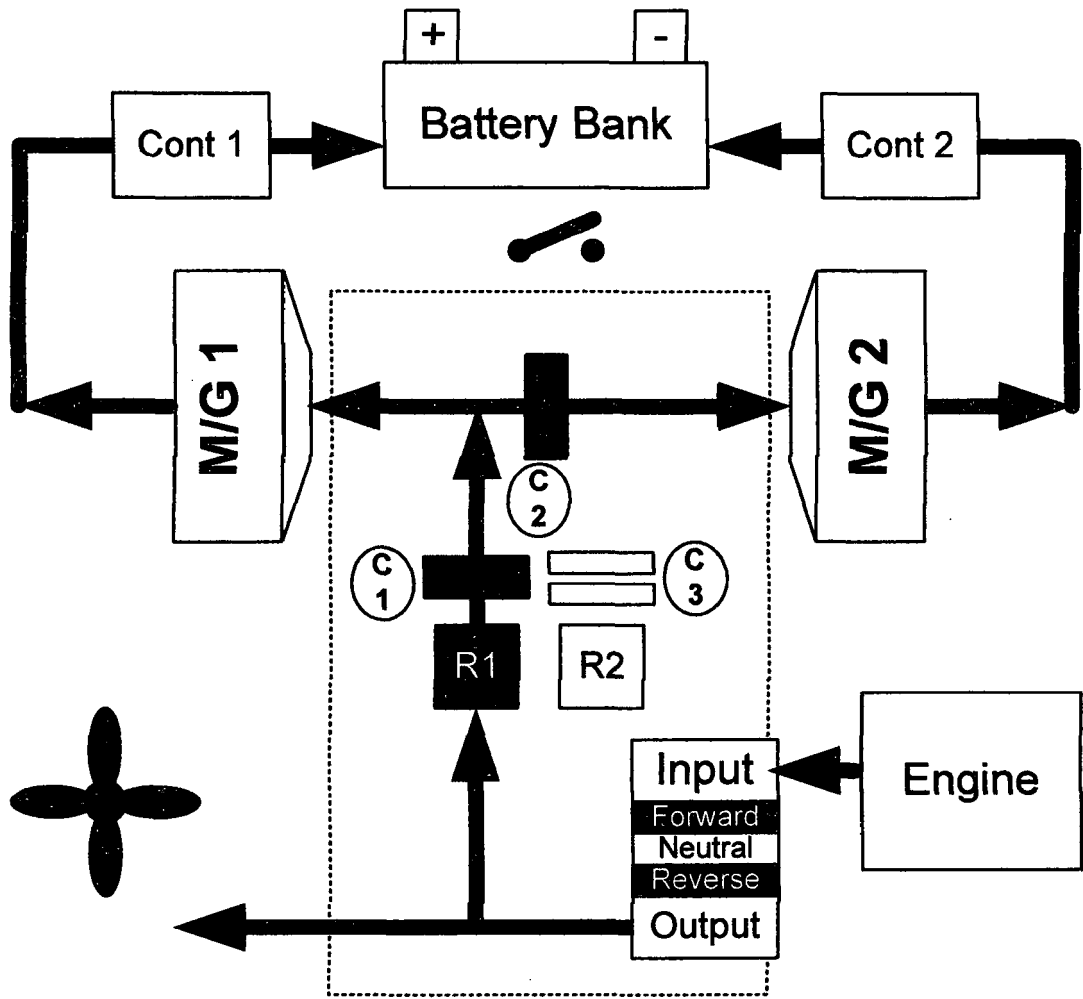 + -
Battery Bank
Cont 1
Cont 2
M/G 1
M/G 2
C
2
C
1
C
3
R1
R2
Input
Forward
Neutral
Reverse
Output
Engine